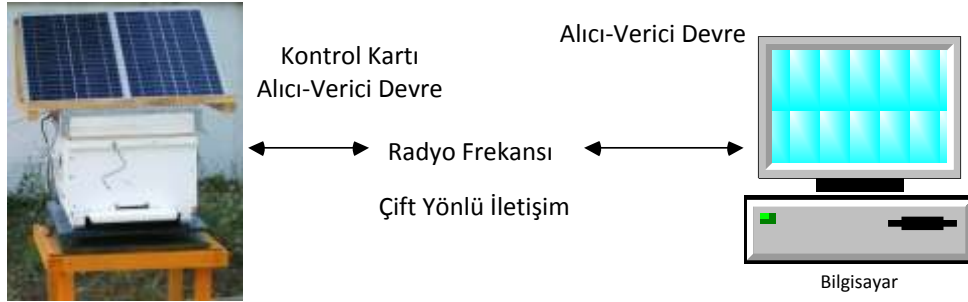 Kontrol Kartı
Alıcı-Verici Devre
Alıcı-Verici Devre
Radyo Frekansı
Çift Yönlü İletişim
Bilgisayar